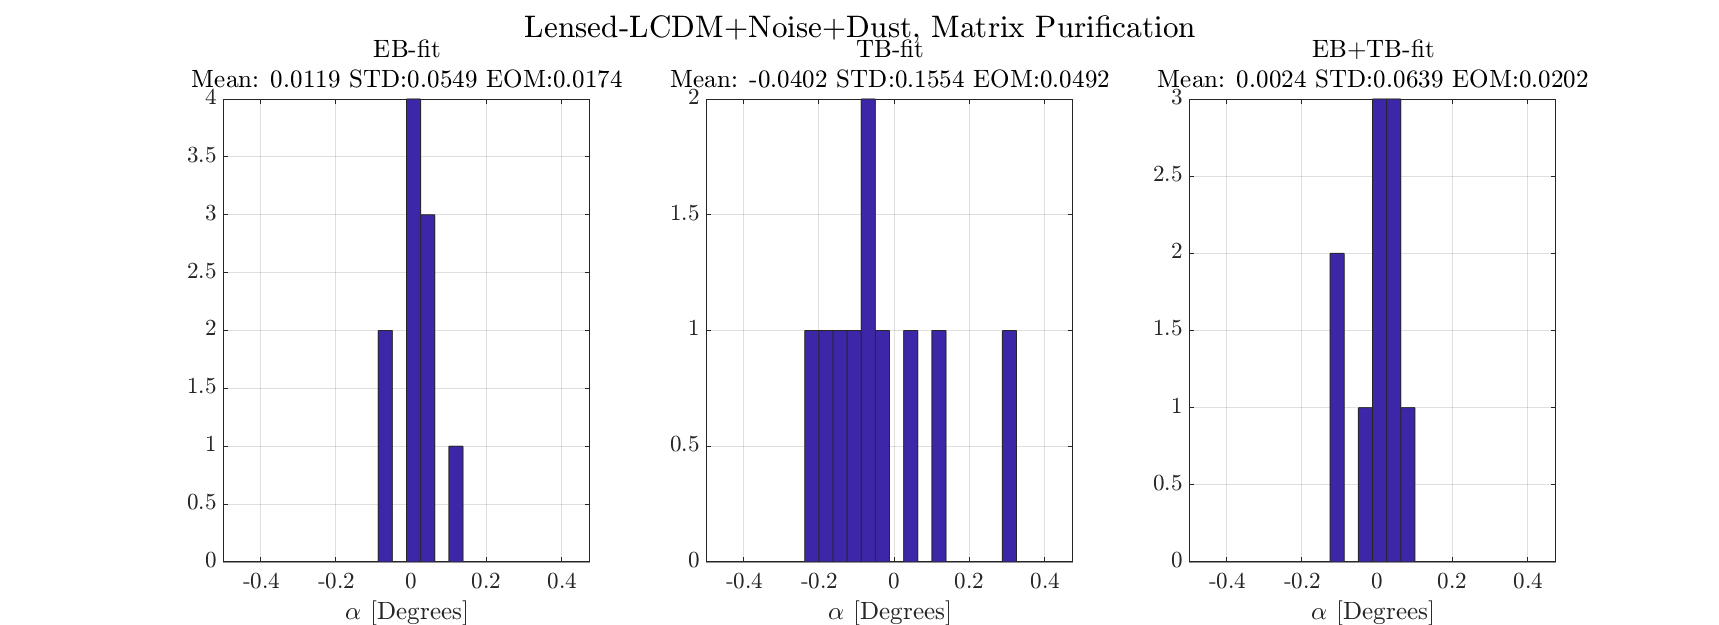 Lensed-LCDM+Noise+Dust, Matrix Purification
EB-fit
Mean: 0.0119 STD:0.0549 EOM:0.0174
4
3.5
3
2.5
2
1.5
1
0.5
0
-0.4 -0.2 0 0.2 0.4
α [Degrees]
TB-fit
Mean: -0.0402 STD:0.1554 EOM:0.0492
2
1.5
1
0.5
0
-0.4 -0.2 0 0.2 0.4
α [Degrees]
EB+TB-fit
Mean: 0.0024 STD:0.0639 EOM:0.0202
3
2.5
2
1.5
1
0.5
0
-0.4 -0.2 0 0.2 0.4
α [Degrees]